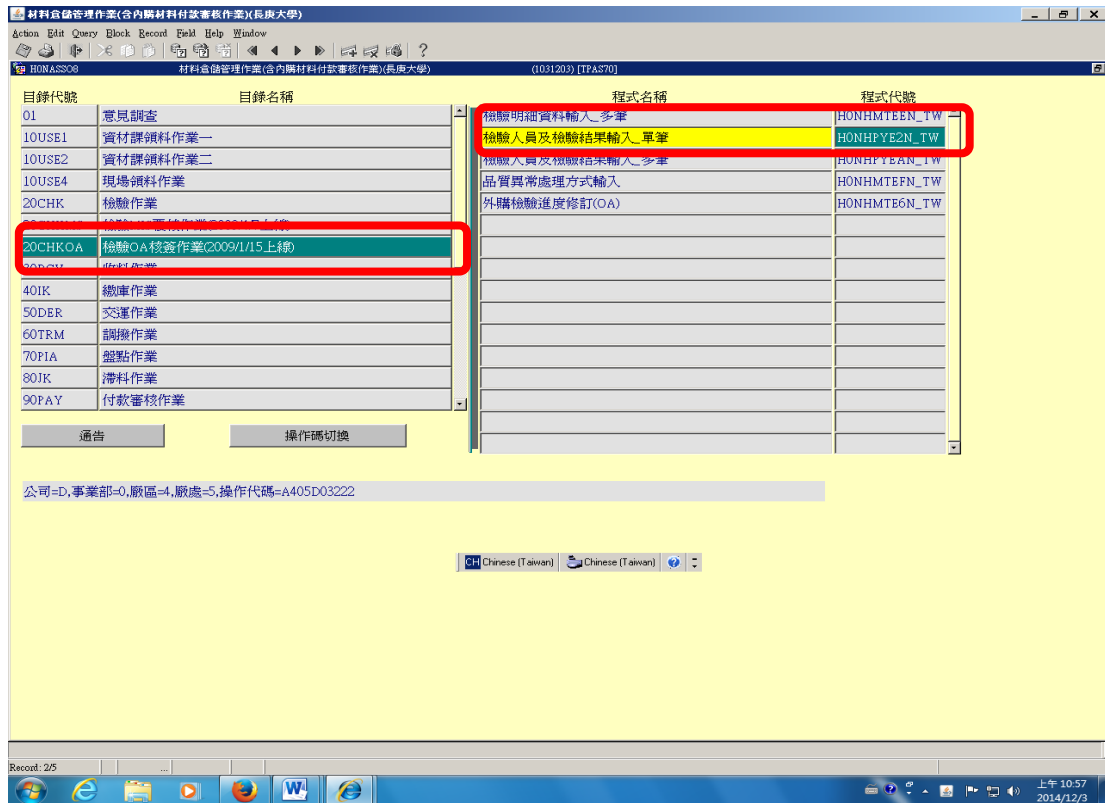 材料倉儲管理作業(含內購材料付款審核作業)(長庚大學)
Action Edit Query Block Record Field Help Window
HONASSO8 材料倉儲管理作業(含內購材料付款審核作業)(長庚大學) (1031203) [TPAS70]
目錄代號 目錄名稱 程式名稱 程式代號
01 意見調查 檢驗明細資料輸入_多筆 H0NHMTEEN_TW
10USE1 資材課領料作業一 檢驗人員及檢驗結果輸入_單筆 H0NHPYE2N_TW
10USE2 資材課領料作業二 檢驗人員及檢驗結果輸入_多筆 H0NHPYEAN_TW
10USE4 現場領料作業 品質異常處理方式輸入 H0NHMTEFN_TW
20CHK 檢驗作業 外購檢驗進度修訂(OA) H0NHMTE6N_TW
20CHKOA 檢驗OA核簽作業(2009/1/15上線)
收料作業
40IK 繳庫作業
50DER 交運作業
60TRM 調撥作業
70PIA 盤點作業
80JK 滯料作業
90PAY 付款審核作業
通告 操作碼切換
公司=D,事業部=0,廠區=4,廠處=5,操作代碼=A405D03222
CH Chinese (Taiwan) Chinese (Taiwan)
Record: 2/5 ...
上午 10:57
2014/12/3